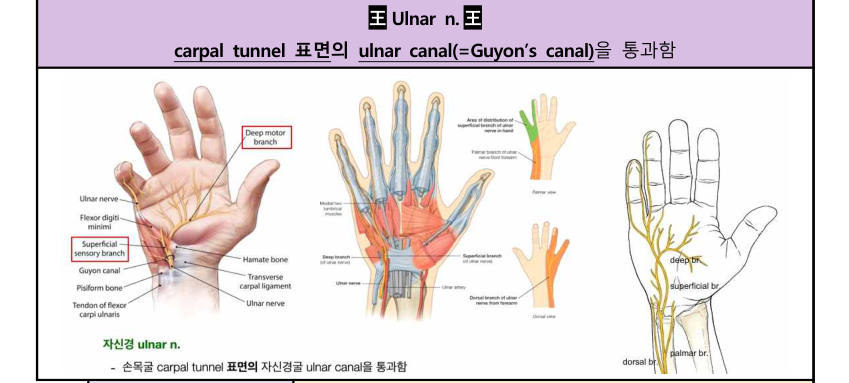 王 Ulnar n. 王
carpal tunnel 표면의 ulnar canal(=Guyon's canal)을 통과함
Deep motor
branch
Ulnar nerve
Flexor digiti
minimi
Superficial
sensory branch
Guyon canal
Pisiform bone
Tendon of flexor
carpi ulnaris
Hamate bone
Transverse
carpal ligament
Ulnar nerve
Area of distribution of
superficial branch of ulnar
nerve in hand
Palmar branch of ulnar
nerve from forearm
Palmar view
Medial two
lumbrical
muscles
Deep branch
(of ulnar nerve)
Ulnar nerve
Superficial branch
(of ulnar nerve)
Ulnar artery
Dorsal branch of ulnar
nerve from forearm
Dorsal view
deep br.
superficial br.
palmar br.
dorsal br.
자신경 ulnar n.
- 손목굴 carpal tunnel 표면의 자신경굴 ulnar canal을 통과함